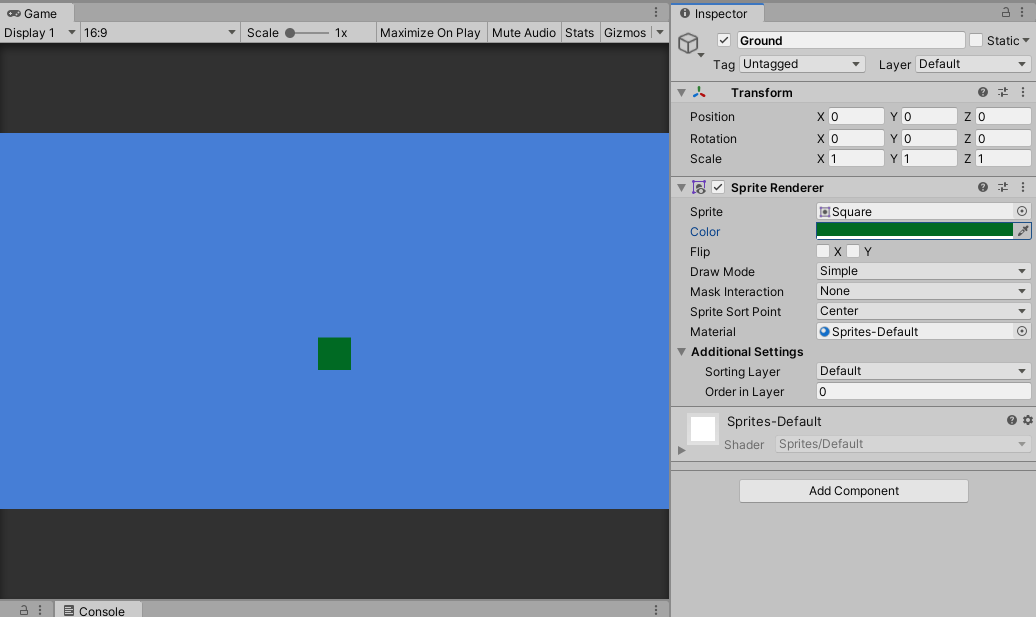 Game
Display 1 16:9 Scale 1x Maximize On Play Mute Audio Stats Gizmos
Console
Inspector
Ground Static
Tag Untagged Layer Default
Transform
Position X 0 Y 0 Z 0
Rotation X 0 Y 0 Z 0
Scale X 1 Y 1 Z 1
Sprite Renderer
Sprite Square
Color
Flip X Y
Draw Mode Simple
Mask Interaction None
Sprite Sort Point Center
Material Sprites-Default
Additional Settings
Sorting Layer Default
Order in Layer 0
Sprites-Default
Shader Sprites/Default
Add Component